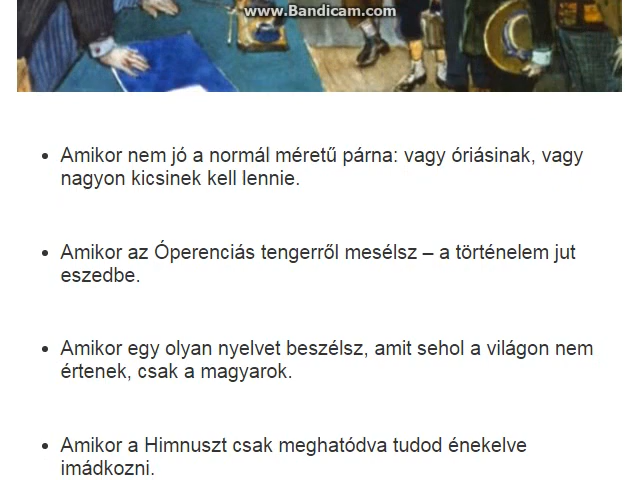 www.Bandicam.com
• Amikor nem jó a normál méretű párna: vagy óriásinak, vagy
nagyon kicsinek kell lennie.
• Amikor az Óperenciás tengerről mesélsz – a történelem jut
eszedbe.
• Amikor egy olyan nyelvet beszélsz, amit sehol a világon nem
értenek, csak a magyarok.
• Amikor a Himnuszt csak meghatódva tudod énekelve
imádkozni.